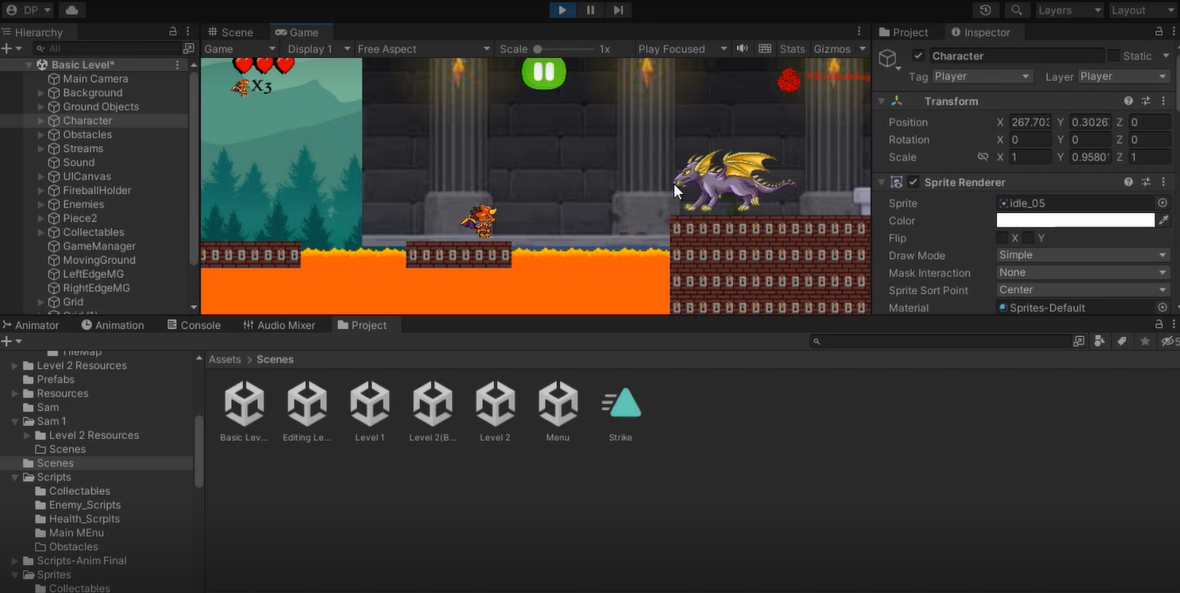 DP
Layers
Layout
Hierarchy
All
Basic Level*
Main Camera
Background
Ground Objects
Character
Obstacles
Streams
Sound
UICanvas
FireballHolder
Enemies
Piece2
Collectables
GameManager
MovingGround
LeftEdgeMG
RightEdgeMG
Grid
Scene
Game
Game
Display 1
Free Aspect
Scale
1x
Play Focused
Stats
Gizmos
X3
Project
Inspector
Character
Static
Tag
Player
Layer
Player
Transform
Position X 267.703 Y 0.3026 Z 0
Rotation X 0 Y 0 Z 0
Scale X 1 Y 0.9580 Z 1
Sprite Renderer
Sprite
idle_05
Color
Flip X Y
Draw Mode
Simple
Mask Interaction
None
Sprite Sort Point
Center
Material
Sprites-Default
Animator
Animation
Console
Audio Mixer
Project
5
TileMap
Level 2 Resources
Prefabs
Resources
Sam
Sam 1
Level 2 Resources
Scenes
Scenes
Scripts
Collectables
Enemy_Scripts
Health_Scrpits
Main MEnu
Obstacles
Scripts-Anim Final
Sprites
Collectables
Assets > Scenes
Basic Lev...
Editing Le...
Level 1
Level 2(B...
Level 2
Menu
Strike